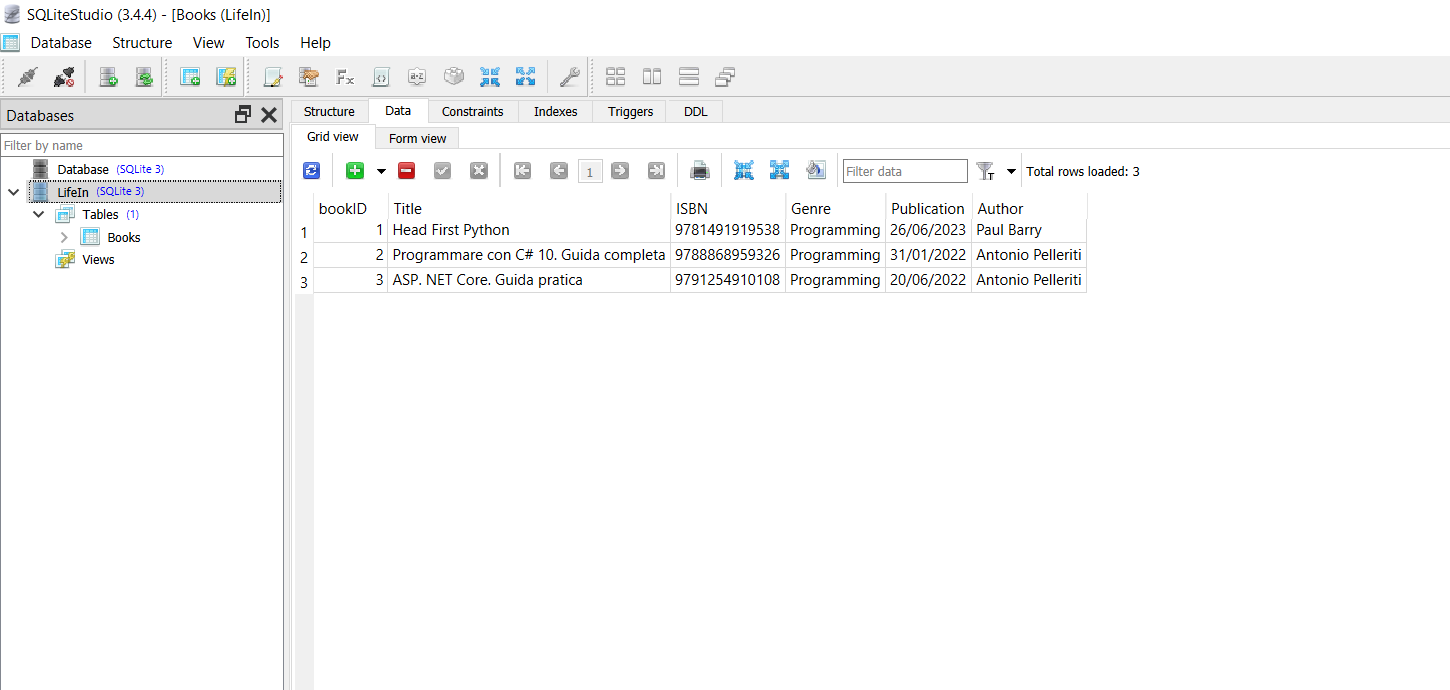 SQLiteStudio (3.4.4) - [Books (LifeIn)]
Database Structure View Tools Help
Databases
Filter by name
Database (SQLite 3)
LifeIn (SQLite 3)
Tables (1)
Books
Views
Structure Data Constraints Indexes Triggers DDL
Grid view Form view
1 Filter data T Total rows loaded: 3
bookID Title ISBN Genre Publication Author
1 1 Head First Python 9781491919538 Programming 26/06/2023 Paul Barry
2 2 Programmare con C# 10. Guida completa 9788868959326 Programming 31/01/2022 Antonio Pelleriti
3 3 ASP. NET Core. Guida pratica 9791254910108 Programming 20/06/2022 Antonio Pelleriti